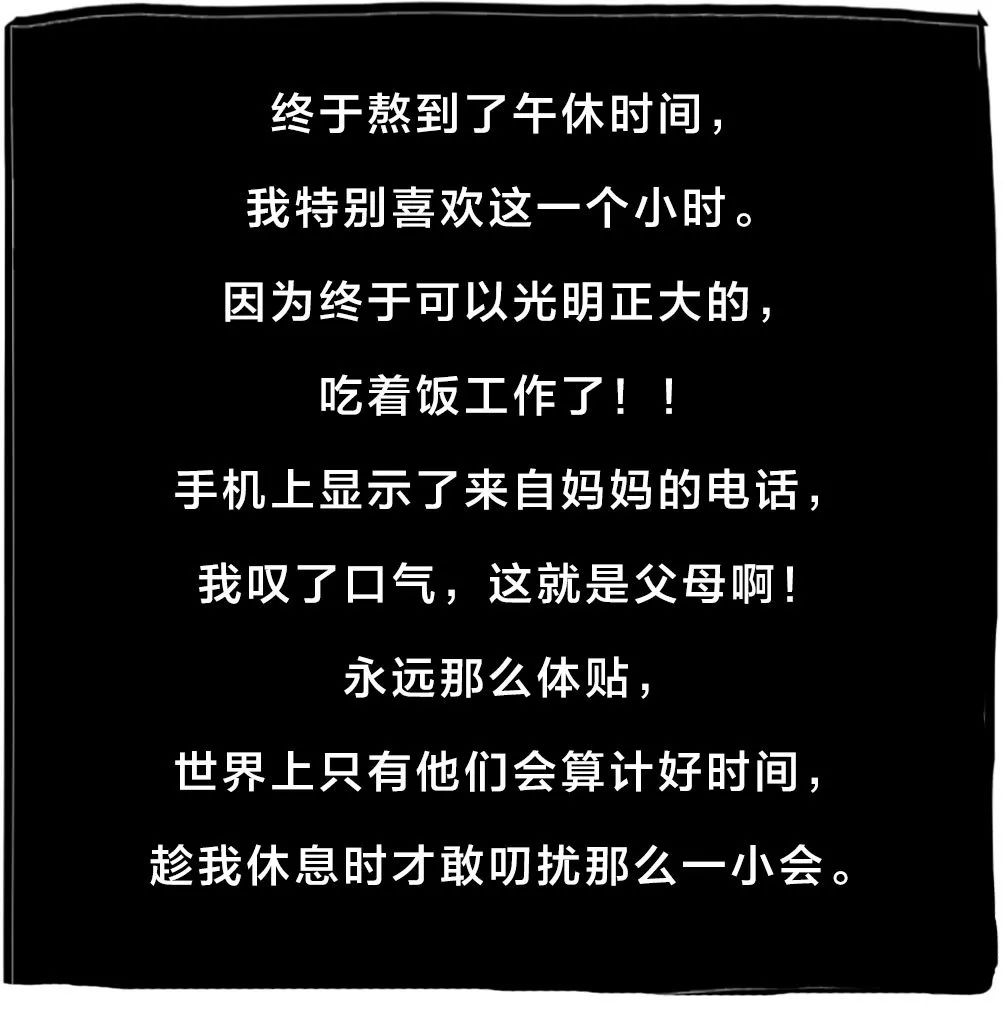 终于熬到了午休时间，
我特别喜欢这一个小时。
因为终于可以光明正大的，
吃着饭工作了！！
手机上显示了来自妈妈的电话，
我叹了口气，这就是父母啊！
永远那么体贴，
世界上只有他们会算计好时间，
趁我休息时才敢叨扰那么一小会。